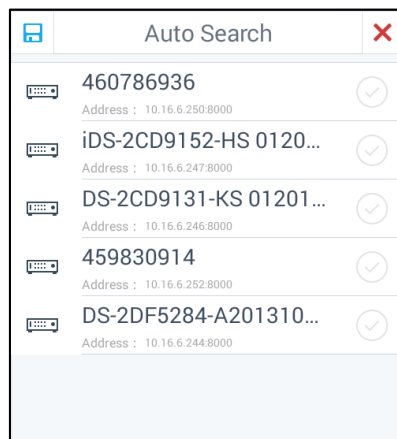 Auto Search
460786936
Address : 10.16.6.250:8000
iDS-2CD9152-HS 0120...
Address : 10.16.6.247:8000
DS-2CD9131-KS 01201...
Address : 10.16.6.246:8000
459830914
Address : 10.16.6.252:8000
DS-2DF5284-A201310...
Address : 10.16.6.244:8000